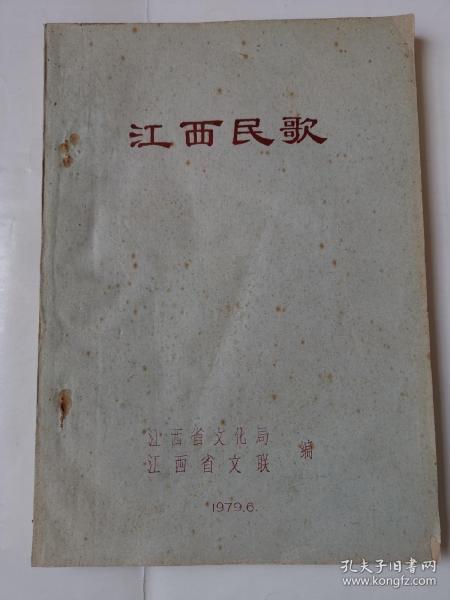 江西民歌
江西省文化局
江西省文联 编
1979.6.
孔夫子旧书网
www.kongfz.com